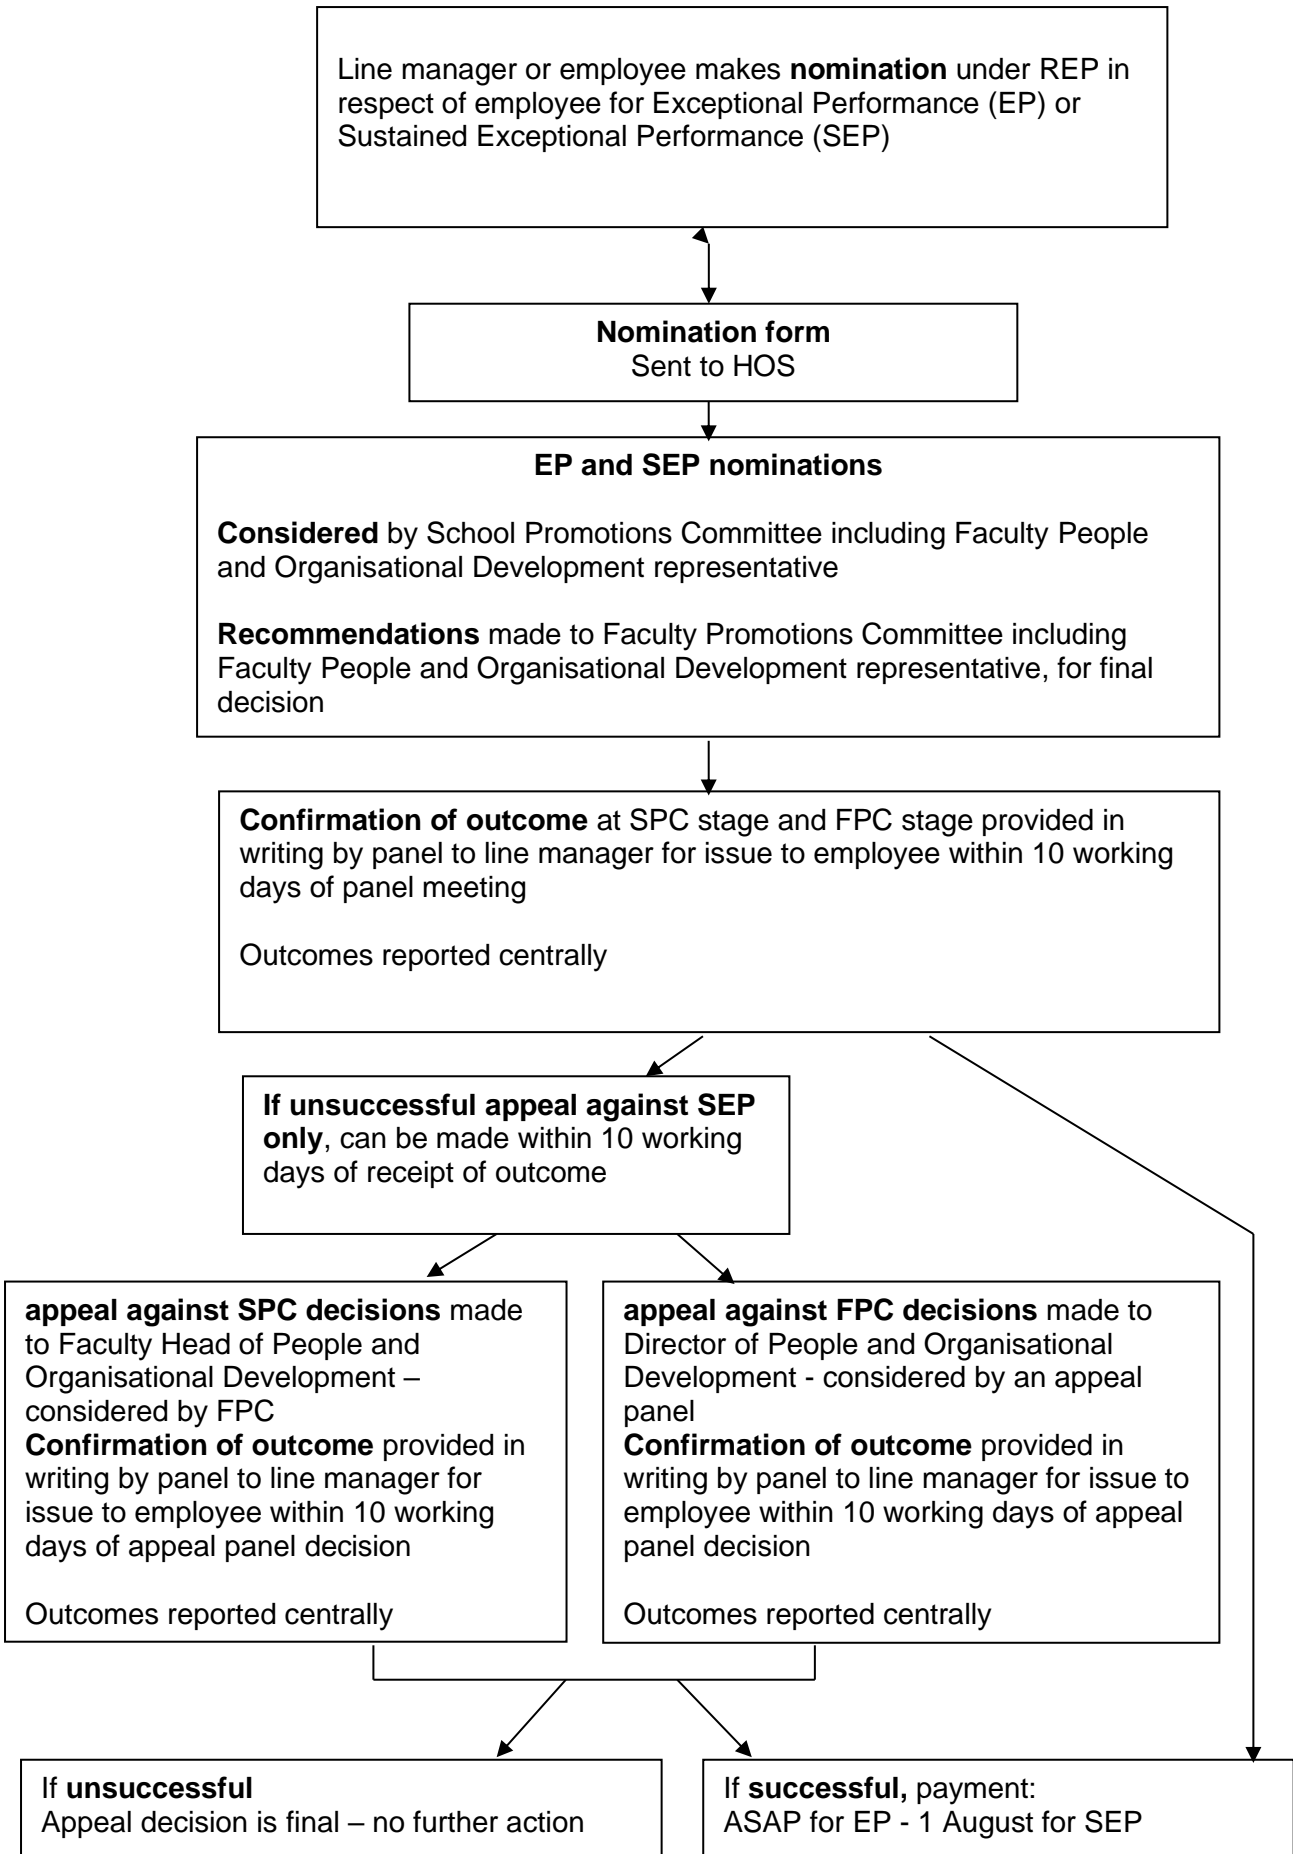 Line manager or employee makes nomination under REP in
respect of employee for Exceptional Performance (EP) or
Sustained Exceptional Performance (SEP)
Nomination form
Sent to HOS
EP and SEP nominations
Considered by School Promotions Committee including Faculty People
and Organisational Development representative
Recommendations made to Faculty Promotions Committee including
Faculty People and Organisational Development representative, for final
decision
Confirmation of outcome at SPC stage and FPC stage provided in
writing by panel to line manager for issue to employee within 10 working
days of panel meeting
Outcomes reported centrally
If unsuccessful appeal against SEP
only, can be made within 10 working
days of receipt of outcome
appeal against SPC decisions made
to Faculty Head of People and
Organisational Development –
considered by FPC
Confirmation of outcome provided in
writing by panel to line manager for
issue to employee within 10 working
days of appeal panel decision
Outcomes reported centrally
appeal against FPC decisions made to
Director of People and Organisational
Development - considered by an appeal
panel
Confirmation of outcome provided in
writing by panel to line manager for issue to
employee within 10 working days of appeal
panel decision
Outcomes reported centrally
If unsuccessful
Appeal decision is final – no further action
If successful, payment:
ASAP for EP - 1 August for SEP